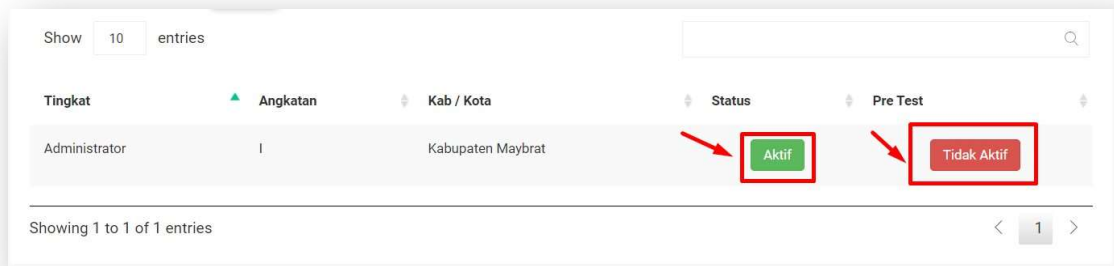 Show 10 entries
Tingkat Angkatan Kab / Kota Status Pre Test
Administrator I Kabupaten Maybrat Aktif Tidak Aktif
Showing 1 to 1 of 1 entries
1